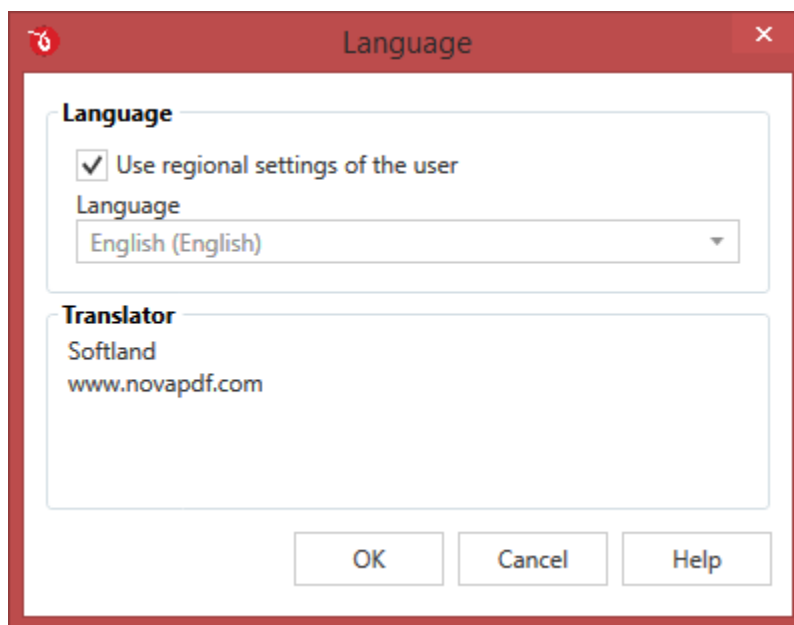 Language
Language
Use regional settings of the user
Language
English (English)
Translator
Softland
www.novapdf.com
OK Cancel Help